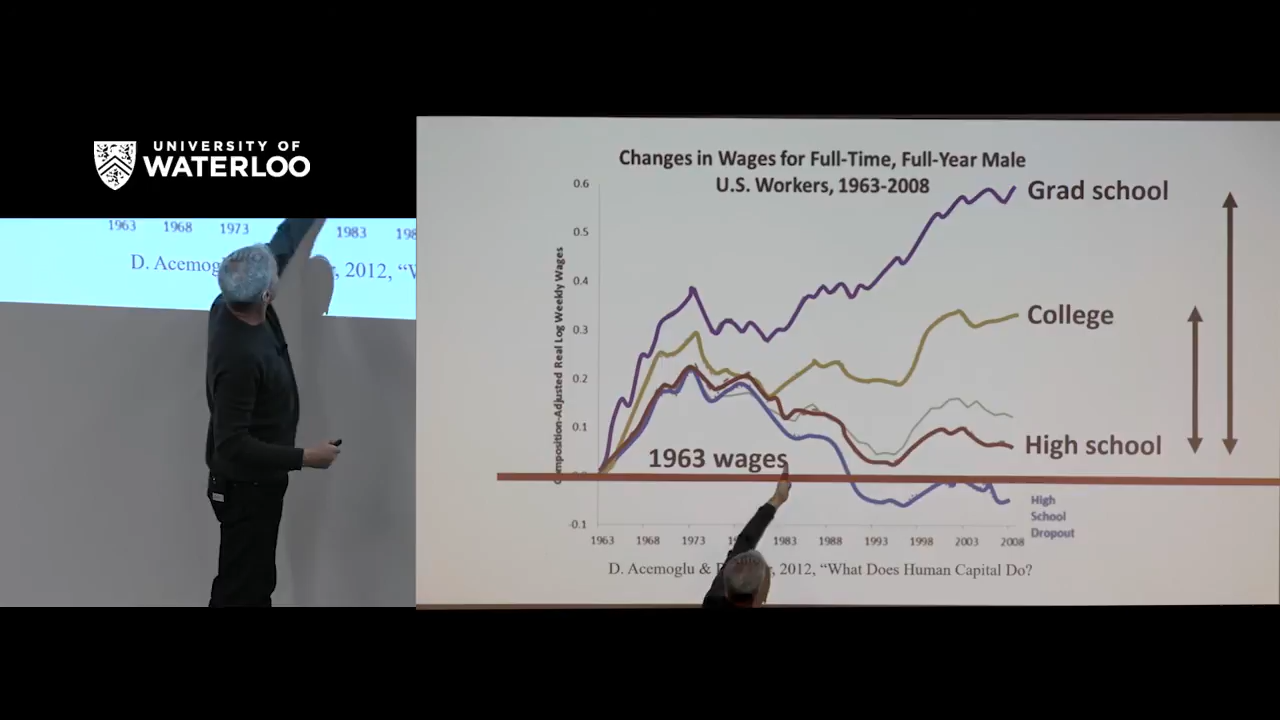 UNIVERSITY OF
WATERLOO
1963 1968 1973 1983
D. Acemog , 2012, “
Changes in Wages for Full-Time, Full-Year Male
U.S. Workers, 1963-2008
0.6
0.5
0.4
0.3
0.2
0.1
-0.1
Composition-Adjusted Real Log Weekly Wages
Grad school
College
High school
1963 wages
High
School
Dropout
1963 1968 1973 1983 1988 1993 1998 2003 2008
D. Acemoglu & , 2012, “What Does Human Capital Do?